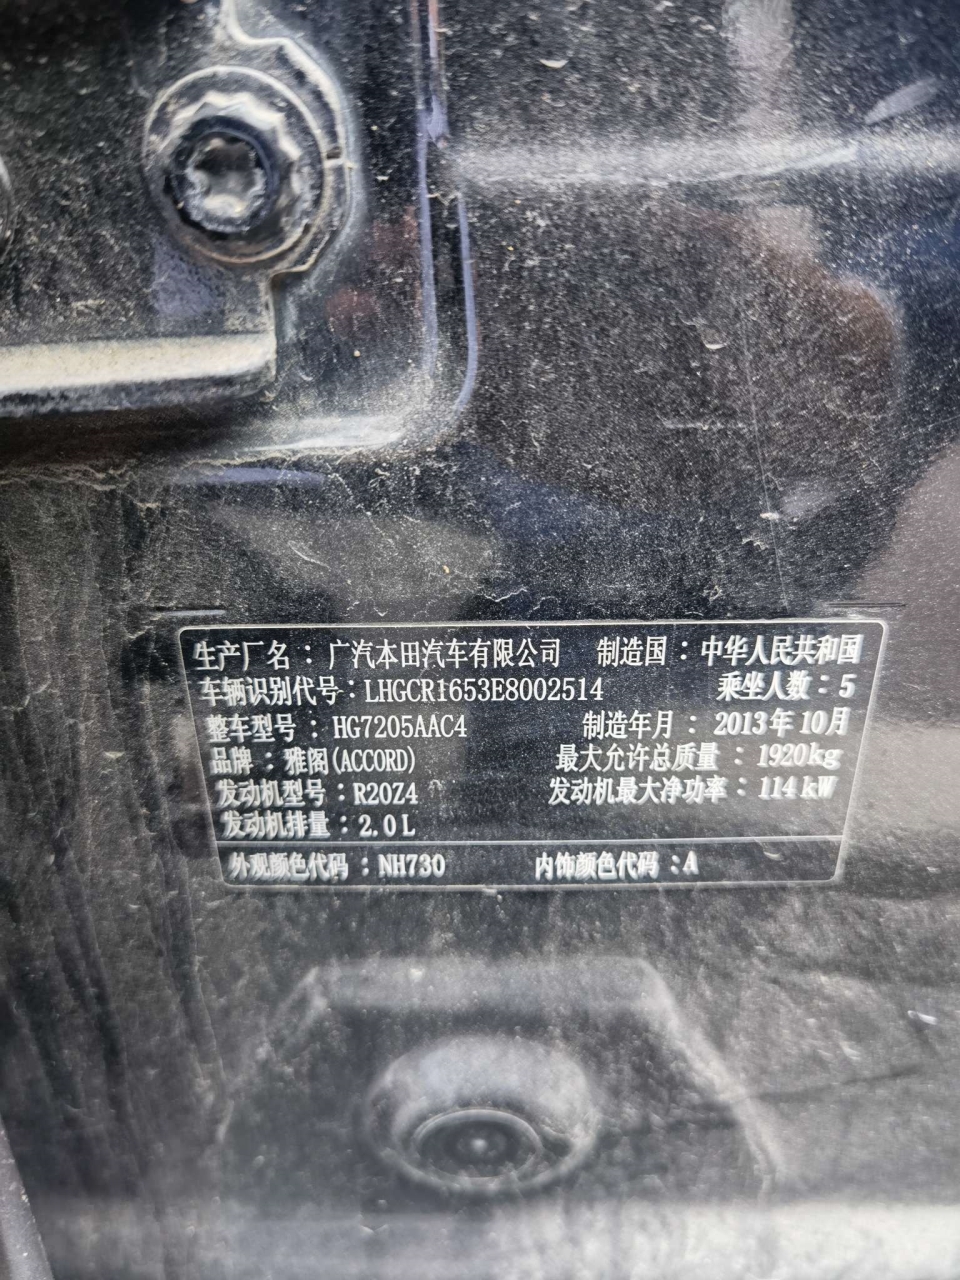 生产厂名：广汽本田汽车有限公司 制造国：中华人民共和国
车辆识别代号：LHGCR1653E8002514 乘坐人数：5
整车型号：HG7205AAC4 制造年月：2013年10月
品牌：雅阁(ACCORD) 最大允许总质量：1920kg
发动机型号：R20Z4 发动机最大净功率：114kW
发动机排量：2.0L
外观颜色代码：NH730 内饰颜色代码：A